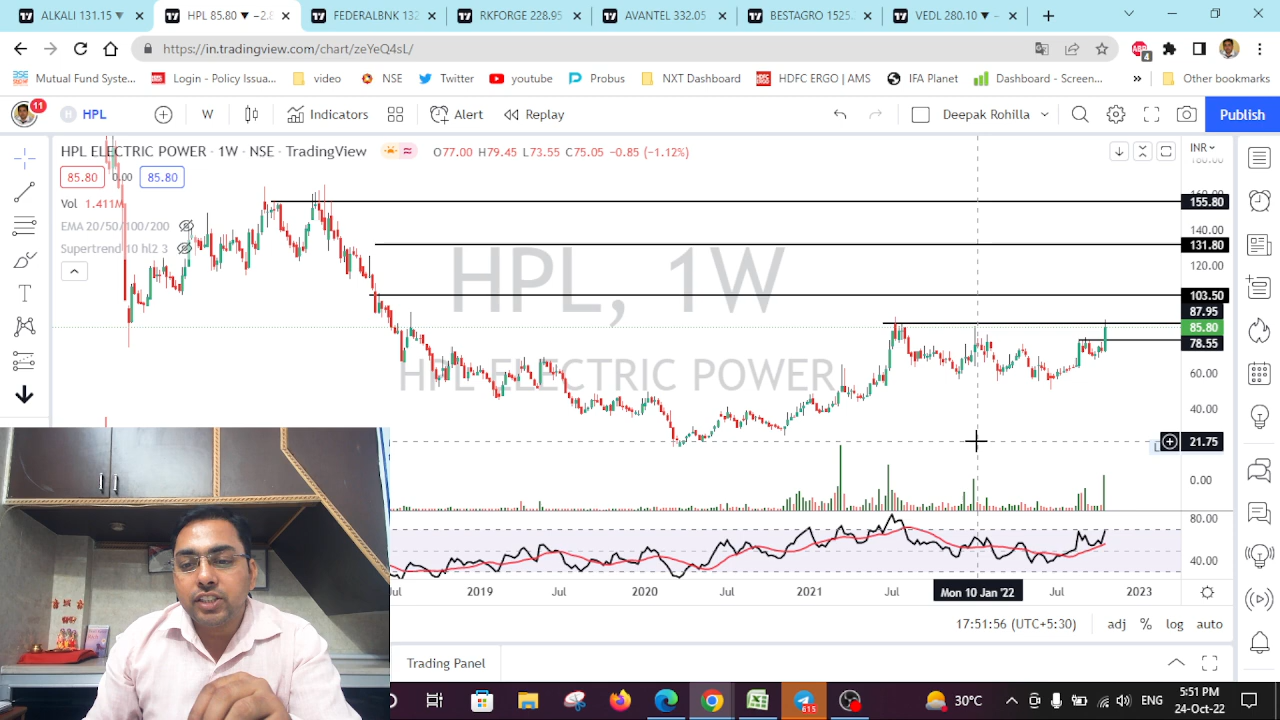 ALKALI 131.15 ▼
HPL 85.80 ▼ −2.8
FEDERALBNK 132
RKFORGE 228.95
AVANTEL 332.05
BESTAGRO 1525.
VEDL 280.10 ▼ −
https://in.tradingview.com/chart/zeYeQ4sL/
ABP
4
BSE
Mutual Fund Syste...
Login - Policy Issua...
video
NSE
Twitter
youtube
Probus
NXT Dashboard
HDFC ERGO | AMS
IFA Planet
Dashboard - Screen...
»
Other bookmarks
11
HPL
W
Indicators
Alert
Replay
Deepak Rohilla
Publish
HPL ELECTRIC POWER · 1W · NSE · TradingView
O77.00 H79.45 L73.55 C75.05 −0.85 (−1.12%)
INR
85.80
0.00
85.80
Vol 1.411M
EMA 20/50/100/200
Supertrend 10 hl2 3
HPL, 1W
HPL ELECTRIC POWER
160.00
155.80
140.00
131.80
120.00
103.50
87.95
85.80
78.55
60.00
40.00
21.75
0.00
80.00
40.00
Jul
2019
Jul
2020
Jul
2021
Jul
Mon 10 Jan '22
Jul
2023
17:51:56 (UTC+5:30)
adj
%
log
auto
Trading Panel
615
30°C
ENG
5:51 PM
24-Oct-22